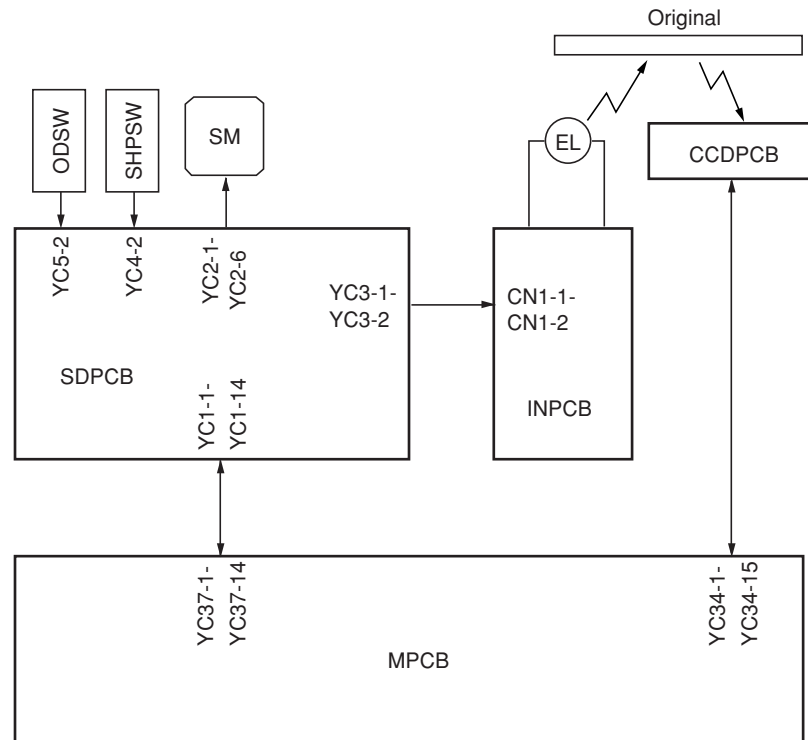 Original
ODSW
SHPSW
SM
EL
CCDPCB
YC5-2
YC4-2
YC2-1-
YC2-6
YC3-1-
YC3-2
CN1-1-
CN1-2
SDPCB
YC1-1-
YC1-14
INPCB
YC37-1-
YC37-14
YC34-1-
YC34-15
MPCB